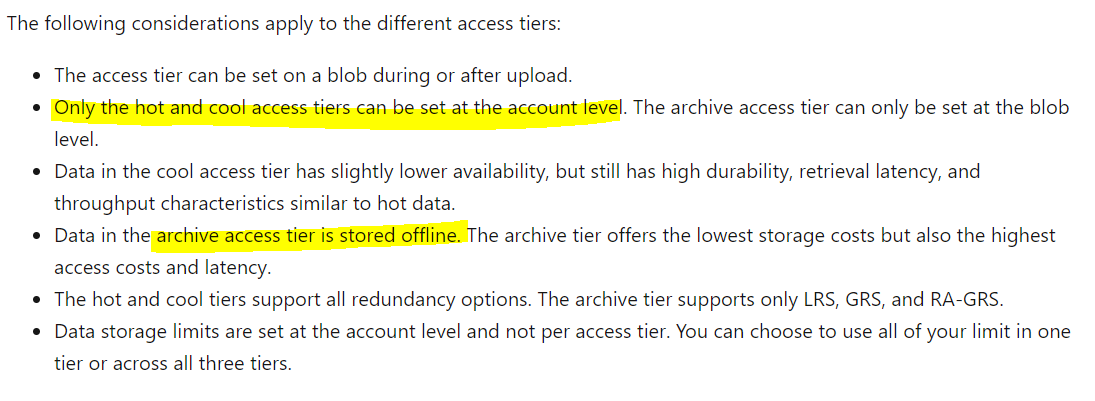 The following considerations apply to the different access tiers:
• The access tier can be set on a blob during or after upload.
• Only the hot and cool access tiers can be set at the account level. The archive access tier can only be set at the blob
level.
• Data in the cool access tier has slightly lower availability, but still has high durability, retrieval latency, and
throughput characteristics similar to hot data.
• Data in the archive access tier is stored offline. The archive tier offers the lowest storage costs but also the highest
access costs and latency.
• The hot and cool tiers support all redundancy options. The archive tier supports only LRS, GRS, and RA-GRS.
• Data storage limits are set at the account level and not per access tier. You can choose to use all of your limit in one
tier or across all three tiers.